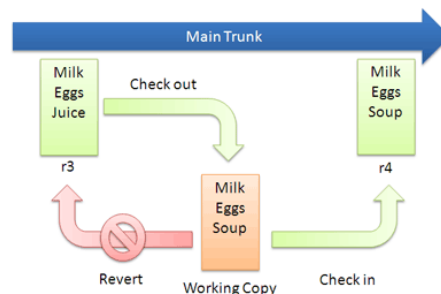 Main Trunk
Milk
Eggs
Juice
r3
Check out
Milk
Eggs
Soup
r4
Milk
Eggs
Soup
Working Copy
Revert
Check in